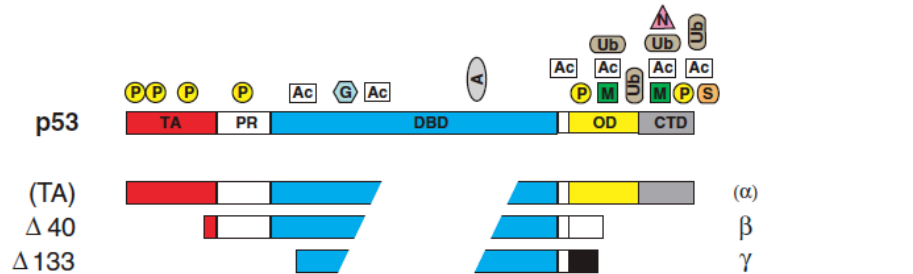 N
Ub
Ub Ub
Ac Ac Ac Ac
P P P P Ac G Ac A P M Ub M P S
p53 TA PR DBD OD CTD
(TA) (α)
Δ 40 β
Δ 133 γ